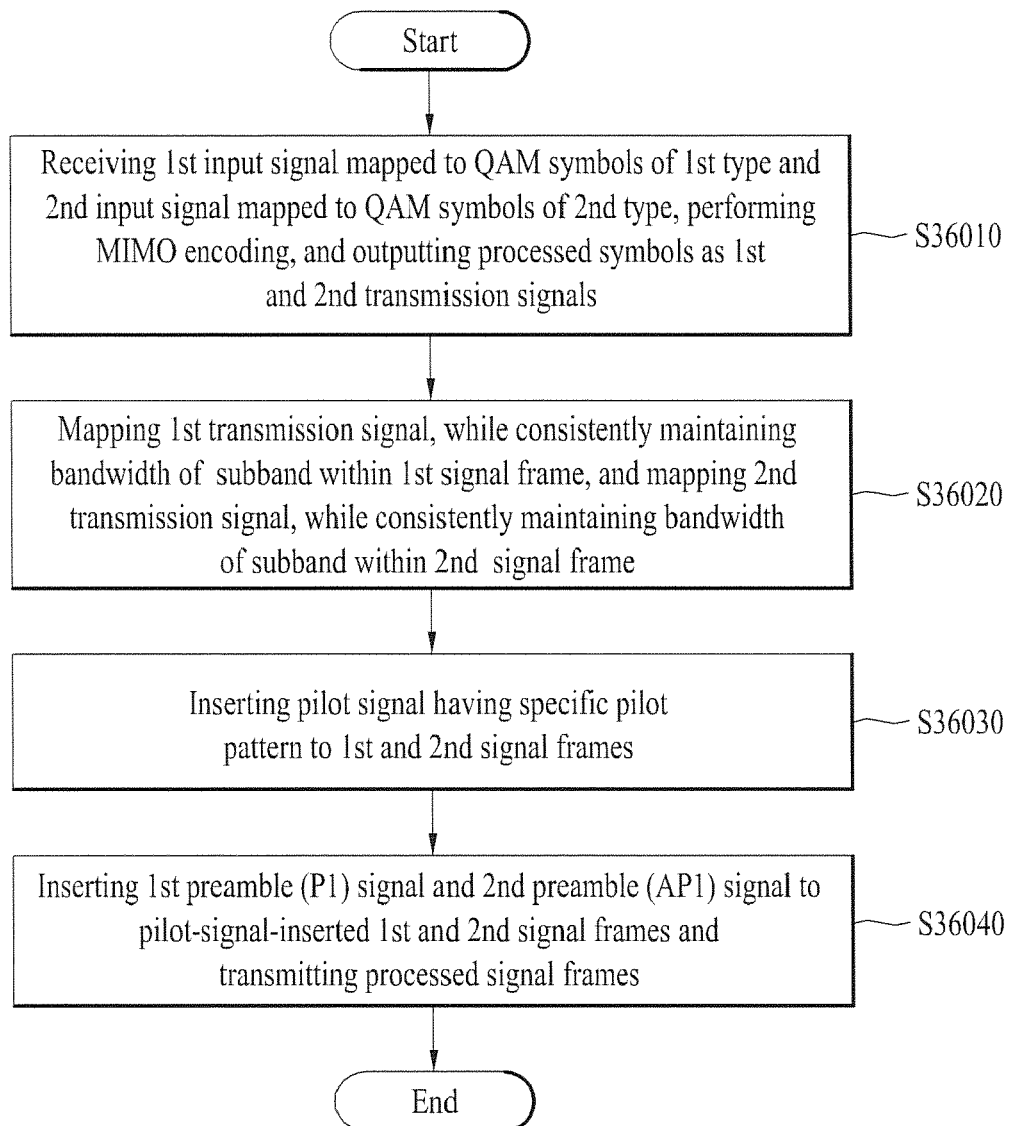 Start
Receiving 1st input signal mapped to QAM symbols of 1st type and
2nd input signal mapped to QAM symbols of 2nd type, performing
MIMO encoding, and outputting processed symbols as 1st
and 2nd transmission signals
S36010
Mapping 1st transmission signal, while consistently maintaining
bandwidth of subband within 1st signal frame, and mapping 2nd
transmission signal, while consistently maintaining bandwidth
of subband within 2nd signal frame
S36020
Inserting pilot signal having specific pilot
pattern to 1st and 2nd signal frames
S36030
Inserting 1st preamble (P1) signal and 2nd preamble (AP1) signal to
pilot-signal-inserted 1st and 2nd signal frames and
transmitting processed signal frames
S36040
End